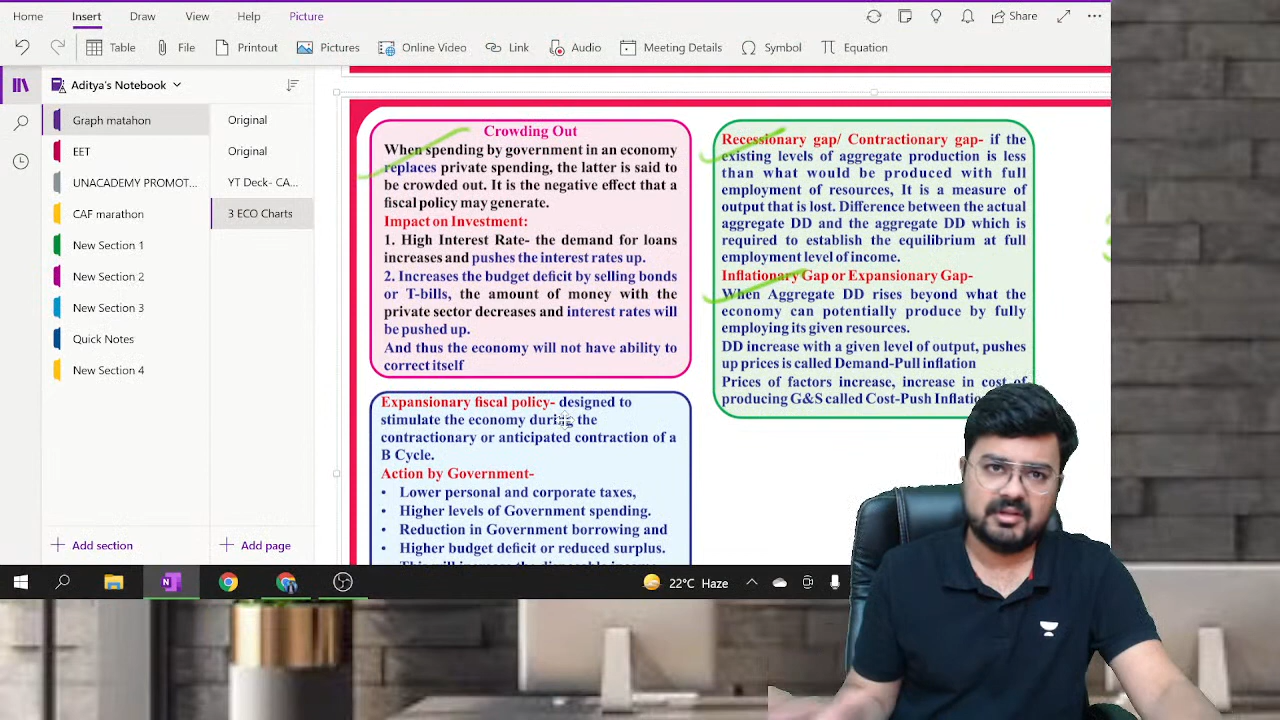 Home
Insert
Draw
View
Help
Picture
Share
Table
File
Printout
Pictures
Online Video
Link
Audio
Meeting Details
Symbol
Equation
Aditya's Notebook
Graph matahon
EET
UNACADEMY PROMOT...
CAF marathon
New Section 1
New Section 2
New Section 3
Quick Notes
New Section 4
Add section
Original
Original
YT Deck- CA...
3 ECO Charts
Add page
Crowding Out
When spending by government in an economy
replaces private spending, the latter is said to
be crowded out. It is the negative effect that a
fiscal policy may generate.
Impact on Investment:
1. High Interest Rate- the demand for loans
increases and pushes the interest rates up.
2. Increases the budget deficit by selling bonds
or T-bills, the amount of money with the
private sector decreases and interest rates will
be pushed up.
And thus the economy will not have ability to
correct itself
Expansionary fiscal policy- designed to
stimulate the economy during the
contractionary or anticipated contraction of a
B Cycle.
Action by Government-
• Lower personal and corporate taxes,
• Higher levels of Government spending.
• Reduction in Government borrowing and
• Higher budget deficit or reduced surplus.
Recessionary gap/ Contractionary gap- if the
existing levels of aggregate production is less
than what would be produced with full
employment of resources, It is a measure of
output that is lost. Difference between the actual
aggregate DD and the aggregate DD which is
required to establish the equilibrium at full
employment level of income.
Inflationary Gap or Expansionary Gap-
When Aggregate DD rises beyond what the
economy can potentially produce by fully
employing its given resources.
DD increase with a given level of output, pushes
up prices is called Demand-Pull inflation
Prices of factors increase, increase in cost of
producing G&S called Cost-Push
22°C Haze